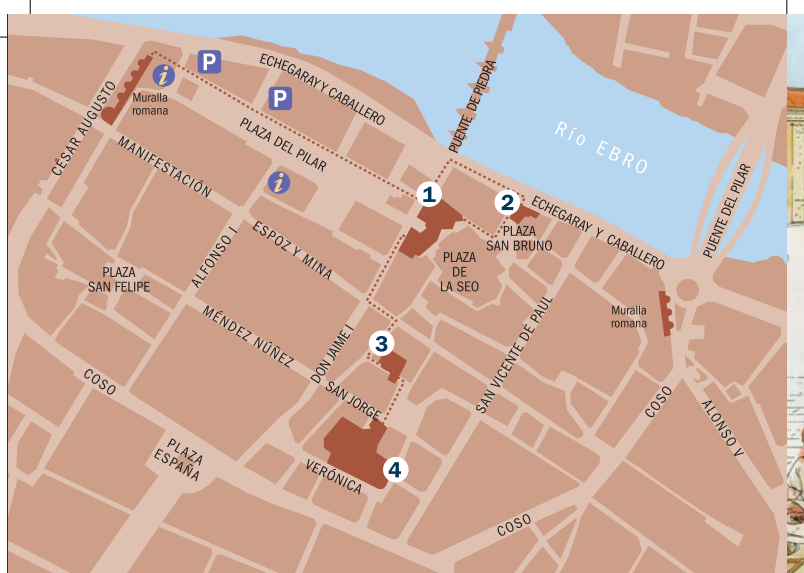 P
i
P
Muralla
romana
CÉSAR AUGUSTO
ECHEGARAY Y CABALLERO
PUENTE DE PIEDRA
Río EBRO
PUENTE DEL PILAR
PLAZA DEL PILAR
MANIFESTACIÓN
i
1
2
ECHEGARAY Y CABALLERO
PLAZA
SAN BRUNO
ALFONSO I
ESPOZ Y MINA
PLAZA
DE
LA SEO
PLAZA
SAN FELIPE
Muralla
romana
MÉNDEZ NÚÑEZ
DON JAIME I
3
SAN VICENTE DE PAUL
COSO
SAN JORGE
COSO
ALONSO V
PLAZA
ESPAÑA
VERÓNICA
4
COSO